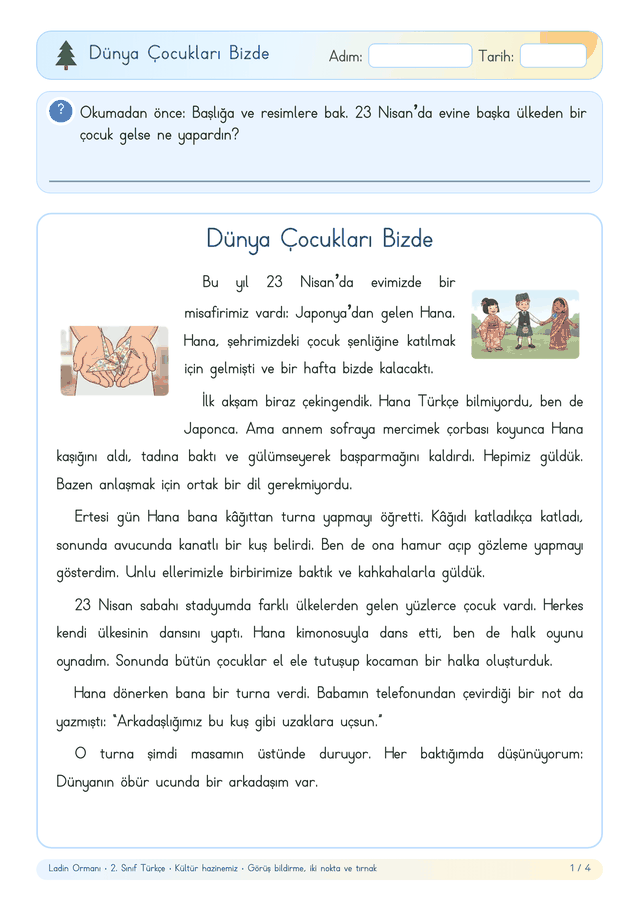 Dünya Çocukları Bizde
Adım:
Tarih:
?
Okumadan önce: Başlığa ve resimlere bak. 23 Nisan'da evine başka ülkeden bir
çocuk gelse ne yapardın?
Dünya Çocukları Bizde
Bu yıl 23 Nisan'da evimizde bir
misafirimiz vardı: Japonya'dan gelen Hana.
Hana, şehrimizdeki çocuk şenliğine katılmak
için gelmişti ve bir hafta bizde kalacaktı.
İlk akşam biraz çekingendik. Hana Türkçe bilmiyordu, ben de
Japonca. Ama annem sofraya mercimek çorbası koyunca Hana
kaşığını aldı, tadına baktı ve gülümseyerek başparmağını kaldırdı. Hepimiz güldük.
Bazen anlaşmak için ortak bir dil gerekmiyordu.
Ertesi gün Hana bana kâğıttan turna yapmayı öğretti. Kâğıdı katladıkça katladı,
sonunda avucunda kanatlı bir kuş belirdi. Ben de ona hamur açıp gözleme yapmayı
gösterdim. Unlu ellerimizle birbirimize baktık ve kahkahalarla güldük.
23 Nisan sabahı stadyumda farklı ülkelerden gelen yüzlerce çocuk vardı. Herkes
kendi ülkesinin dansını yaptı. Hana kimonosuyla dans etti, ben de halk oyunu
oynadım. Sonunda bütün çocuklar el ele tutuşup kocaman bir halka oluşturduk.
Hana dönerken bana bir turna verdi. Babamın telefonundan çevirdiği bir not da
yazmıştı: "Arkadaşlığımız bu kuş gibi uzaklara uçsun."
O turna şimdi masamın üstünde duruyor. Her baktığımda düşünüyorum:
Dünyanın öbür ucunda bir arkadaşım var.
Ladin Ormanı • 2. Sınıf Türkçe • Kültür hazinemiz • Görüş bildirme, iki nokta ve tırnak
1 / 4